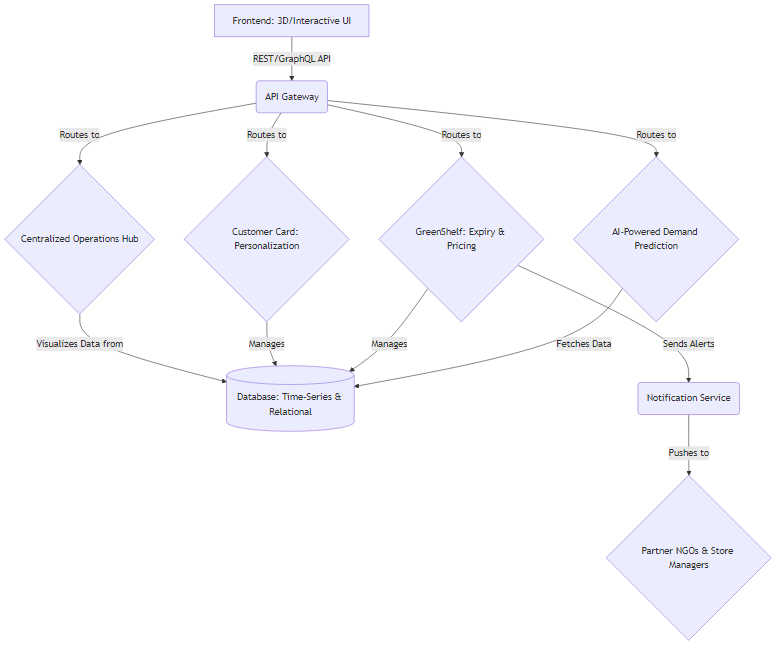 Frontend: 3D/Interactive UI
REST/GraphQL API
API Gateway
Routes to
Routes to
Routes to
Routes to
Centralized Operations Hub
Customer Card:
Personalization
GreenShelf: Expiry &
Pricing
AI-Powered Demand
Prediction
Visualizes Data from
Manages
Manages
Fetches Data
Sends Alerts
Database: Time-Series &
Relational
Notification Service
Pushes to
Partner NGOs & Store
Managers